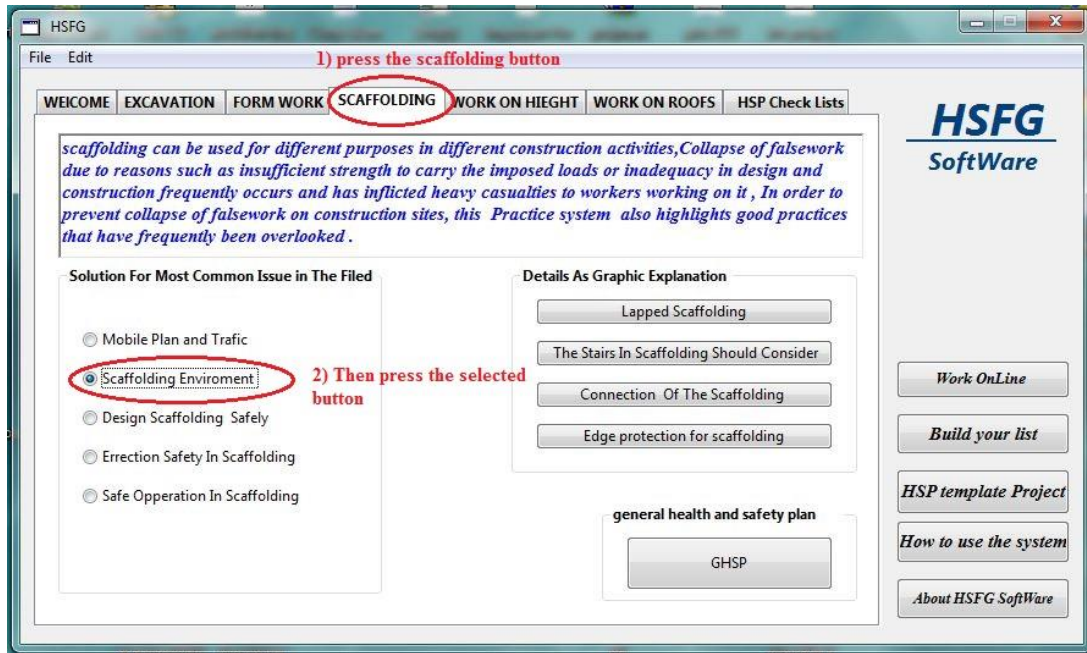 HSFG
File Edit
1) press the scaffolding button
WElCOME EXCAVATION FORM WORK SCAFFOLDING WORK ON HIEGHT WORK ON ROOFS HSP Check Lists
HSFG
SoftWare
scaffolding can be used for different purposes in different construction activities,Collapse of falsework
due to reasons such as insufficient strength to carry the imposed loads or inadequacy in design and
construction frequently occurs and has inflicted heavy casualties to workers working on it , In order to
prevent collapse of falsework on construction sites, this Practice system also highlights good practices
that have frequently been overlooked .
Solution For Most Common Issue in The Filed
Mobile Plan and Trafic
Scaffolding Enviroment
2) Then press the selected
button
Design Scaffolding Safely
Errection Safety In Scaffolding
Safe Opperation In Scaffolding
Details As Graphic Explanation
Lapped Scaffolding
The Stairs In Scaffolding Should Consider
Connection Of The Scaffolding
Edge protection for scaffolding
general health and safety plan
GHSP
Work OnLine
Build your list
HSP template Project
How to use the system
About HSFG SoftWare